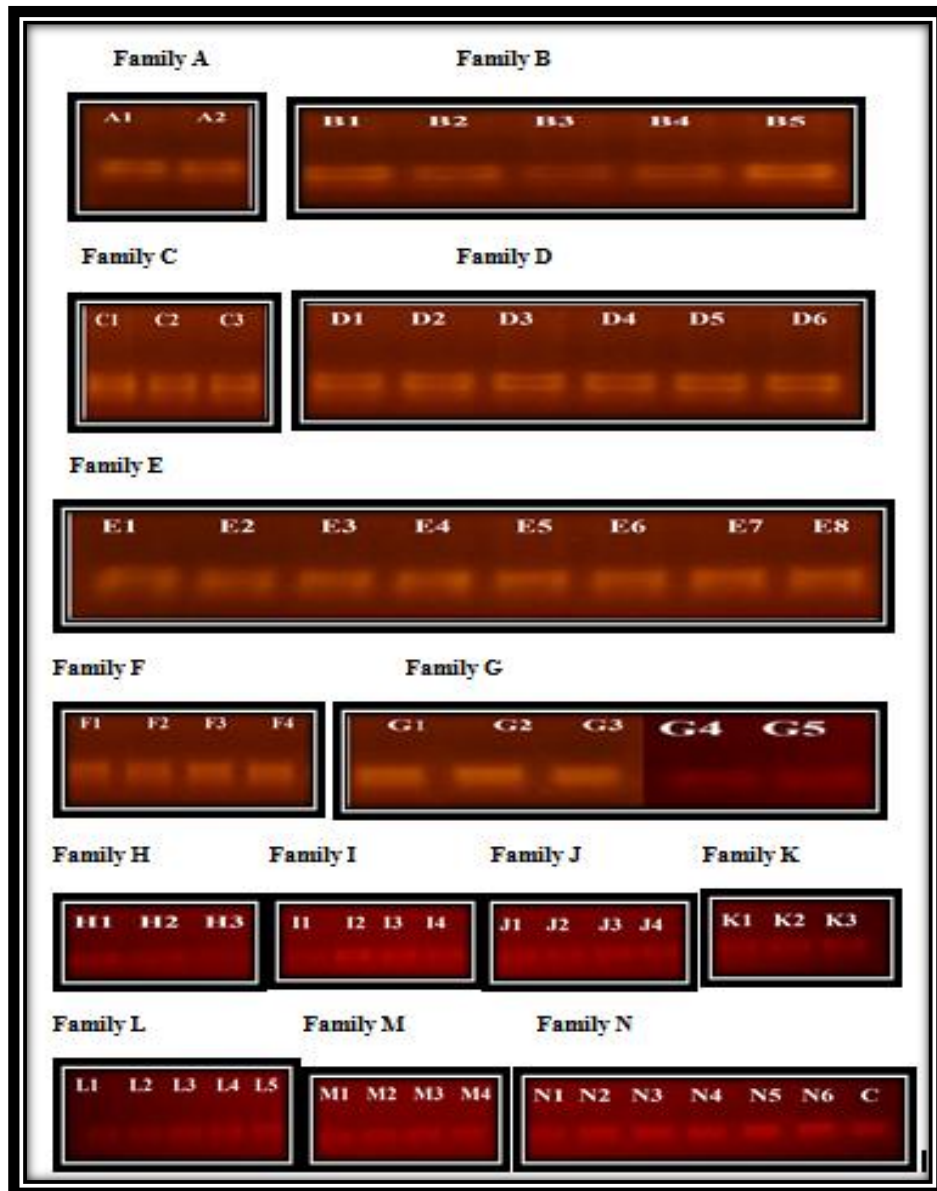 Family A Family B
A1 A2 B1 B2 B3 B4 B5
Family C Family D
C1 C2 C3 D1 D2 D3 D4 D5 D6
Family E
E1 E2 E3 E4 E5 E6 E7 E8
Family F Family G
F1 F2 F3 F4 G1 G2 G3 G4 G5
Family H Family I Family J Family K
H1 H2 H3 I1 I2 I3 I4 J1 J2 J3 J4 K1 K2 K3
Family L Family M Family N
L1 L2 L3 L4 L5 M1 M2 M3 M4 N1 N2 N3 N4 N5 N6 C